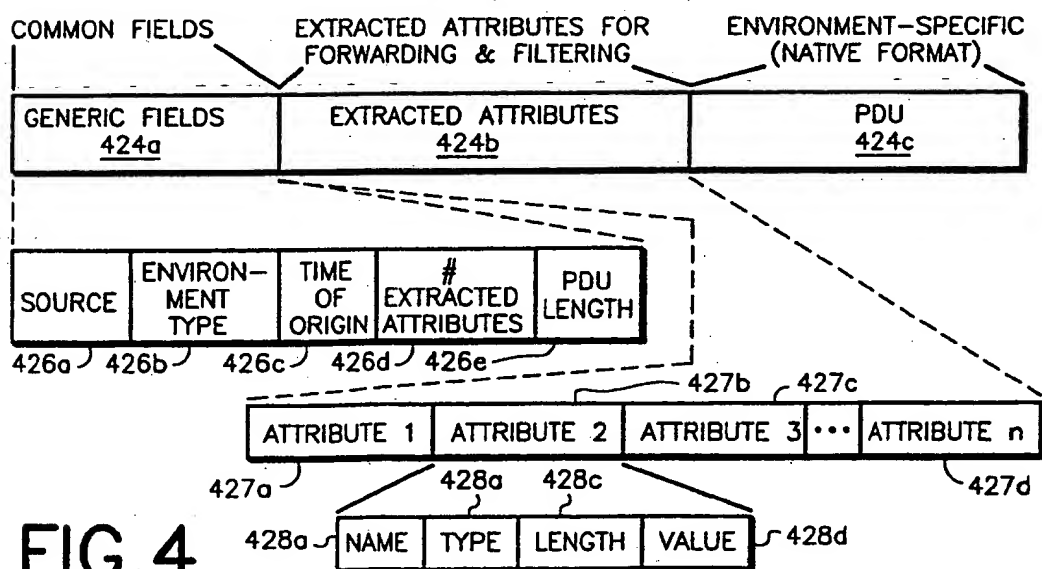 COMMON FIELDS
EXTRACTED ATTRIBUTES FOR
FORWARDING & FILTERING
ENVIRONMENT-SPECIFIC
(NATIVE FORMAT)
GENERIC FIELDS
424a
EXTRACTED ATTRIBUTES
424b
PDU
424c
SOURCE
ENVIRON-
MENT
TYPE
TIME
OF
ORIGIN
#
EXTRACTED
ATTRIBUTES
PDU
LENGTH
426a
426b
426c
426d
426e
427b
427c
ATTRIBUTE 1
ATTRIBUTE 2
ATTRIBUTE 3
•••
ATTRIBUTE n
427a
428a
428c
427d
428a
NAME
TYPE
LENGTH
VALUE
428d
FIG 4